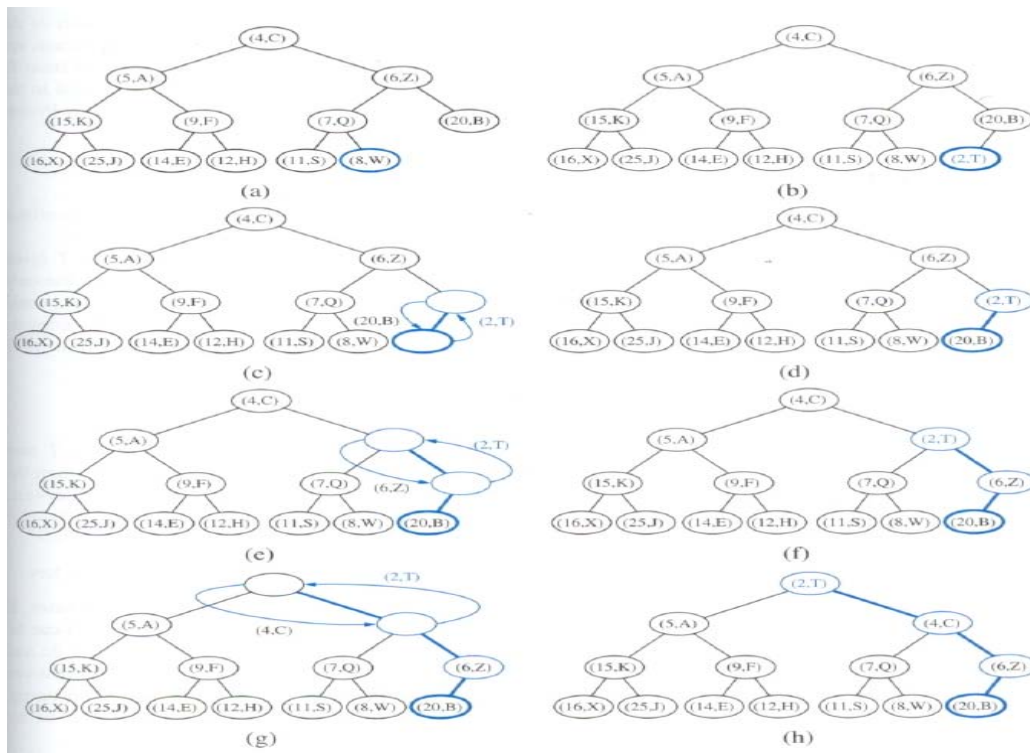 (4,C) (4,C)
(5,A) (6,Z) (5,A) (6,Z)
(15,K) (9,F) (7,Q) (20,B) (15,K) (9,F) (7,Q) (20,B)
(16,X) (25,J) (14,E) (12,H) (11,S) (8,W) (16,X) (25,J) (14,E) (12,H) (11,S) (8,W) (2,T)
(a) (b)
(4,C) (4,C)
(5,A) (6,Z) (5,A) (6,Z)
(15,K) (9,F) (7,Q) (15,K) (9,F) (7,Q) (2,T)
(20,B) (2,T)
(16,X) (25,J) (14,E) (12,H) (11,S) (8,W) (16,X) (25,J) (14,E) (12,H) (11,S) (8,W) (20,B)
(c) (d)
(4,C) (4,C)
(5,A) (2,T) (5,A) (2,T)
(15,K) (9,F) (7,Q) (6,Z) (15,K) (9,F) (7,Q) (6,Z)
(16,X) (25,J) (14,E) (12,H) (11,S) (8,W) (20,B) (16,X) (25,J) (14,E) (12,H) (11,S) (8,W) (20,B)
(e) (f)
(2,T) (2,T)
(5,A) (4,C) (5,A) (4,C)
(15,K) (9,F) (7,Q) (6,Z) (15,K) (9,F) (7,Q) (6,Z)
(16,X) (25,J) (14,E) (12,H) (11,S) (8,W) (20,B) (16,X) (25,J) (14,E) (12,H) (11,S) (8,W) (20,B)
(g) (h)